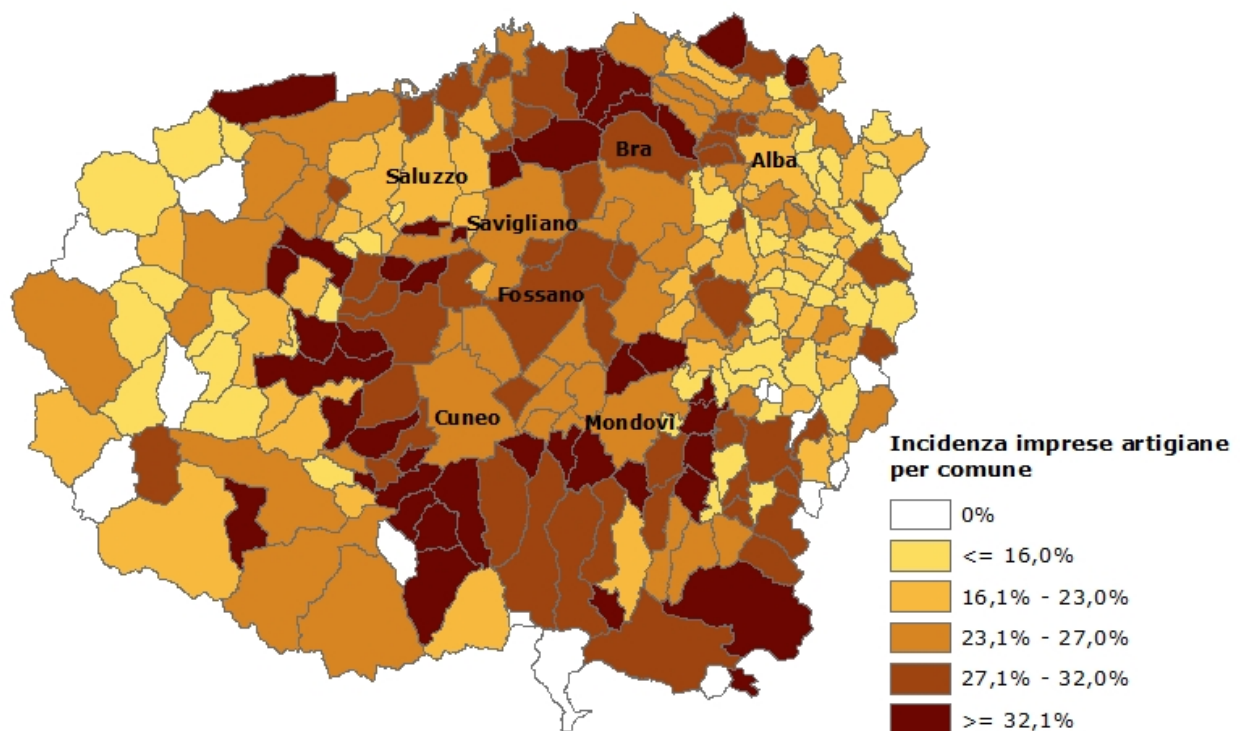 Bra
Alba
Saluzzo
Savigliano
Fossano
Cuneo
Mondovì
Incidenza imprese artigiane
per comune
0%
<= 16,0%
16,1% - 23,0%
23,1% - 27,0%
27,1% - 32,0%
>= 32,1%